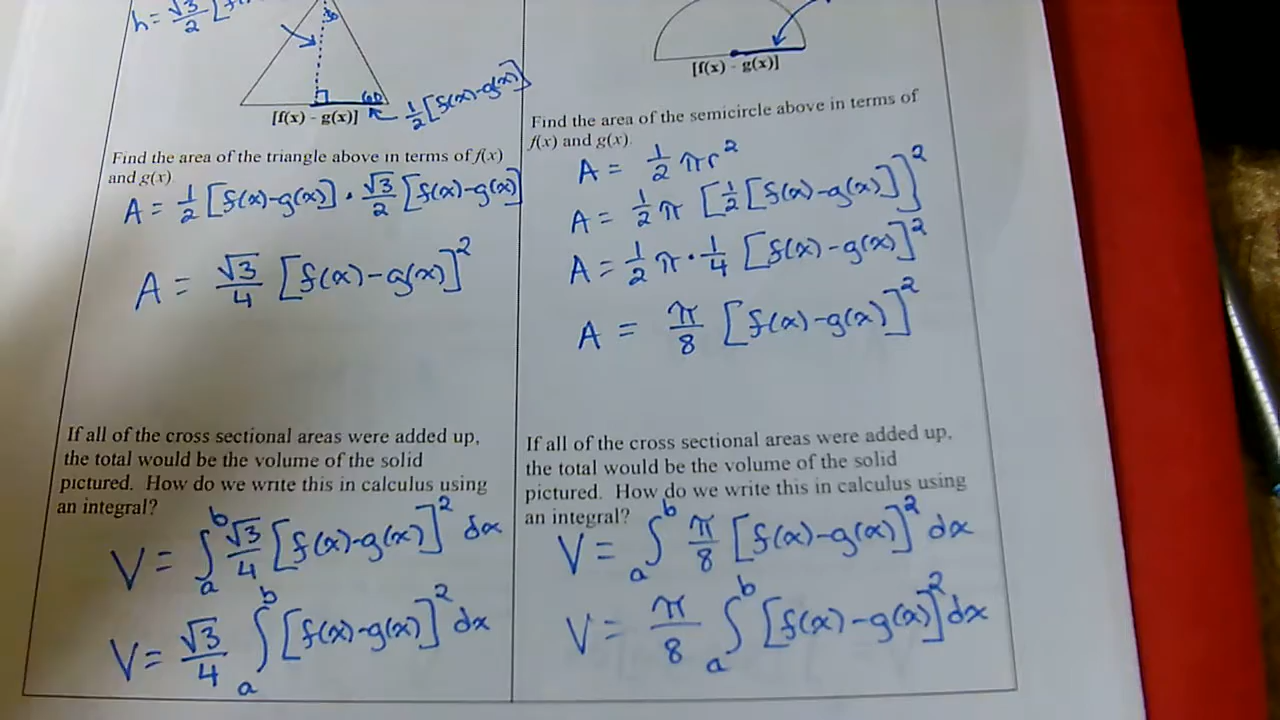 h = √3/2 [f(
30
60
[f(x) - g(x)]
1/2 [f(x)-g(x)]
Find the area of the triangle above in terms of f(x)
and g(x).
A = 1/2 [f(x)-g(x)] · √3/2 [f(x)-g(x)]
A = √3/4 [f(x)-g(x)]²
If all of the cross sectional areas were added up,
the total would be the volume of the solid
pictured. How do we write this in calculus using
an integral?
V = ∫ₐᵇ √3/4 [f(x)-g(x)]² dx
V = √3/4 ∫ₐᵇ [f(x)-g(x)]² dx
[f(x) - g(x)]
Find the area of the semicircle above in terms of
f(x) and g(x).
A = 1/2 πr²
A = 1/2 π [1/2 [f(x)-g(x)]]²
A = 1/2 π · 1/4 [f(x)-g(x)]²
A = π/8 [f(x)-g(x)]²
If all of the cross sectional areas were added up,
the total would be the volume of the solid
pictured. How do we write this in calculus using
an integral?
V = ∫ₐᵇ π/8 [f(x)-g(x)]² dx
V = π/8 ∫ₐᵇ [f(x)-g(x)]² dx